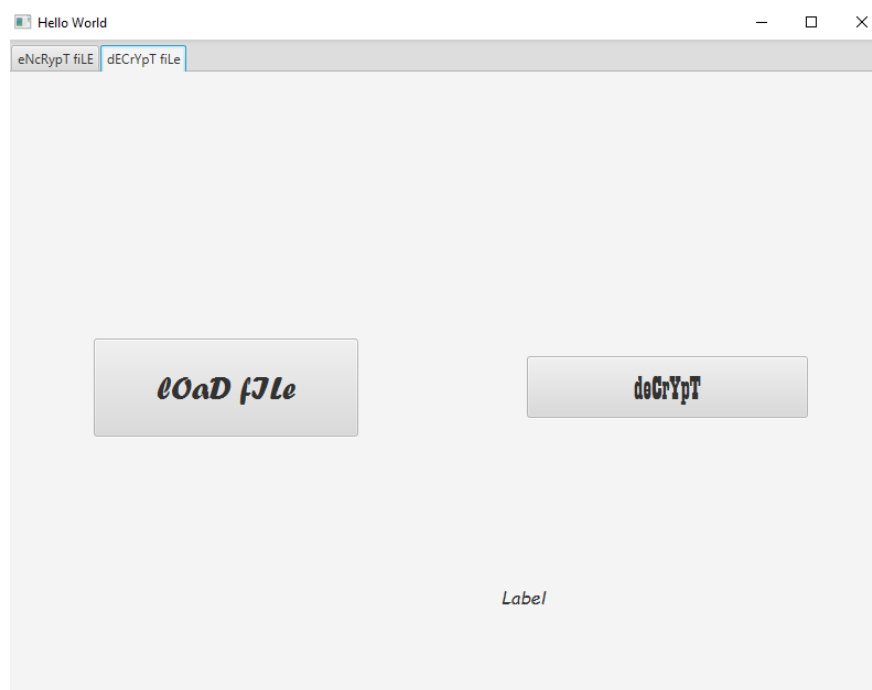 Hello World
eNcRypT fiLE dECrYpT fiLe
lOaD fILe
deCrYpT
Label